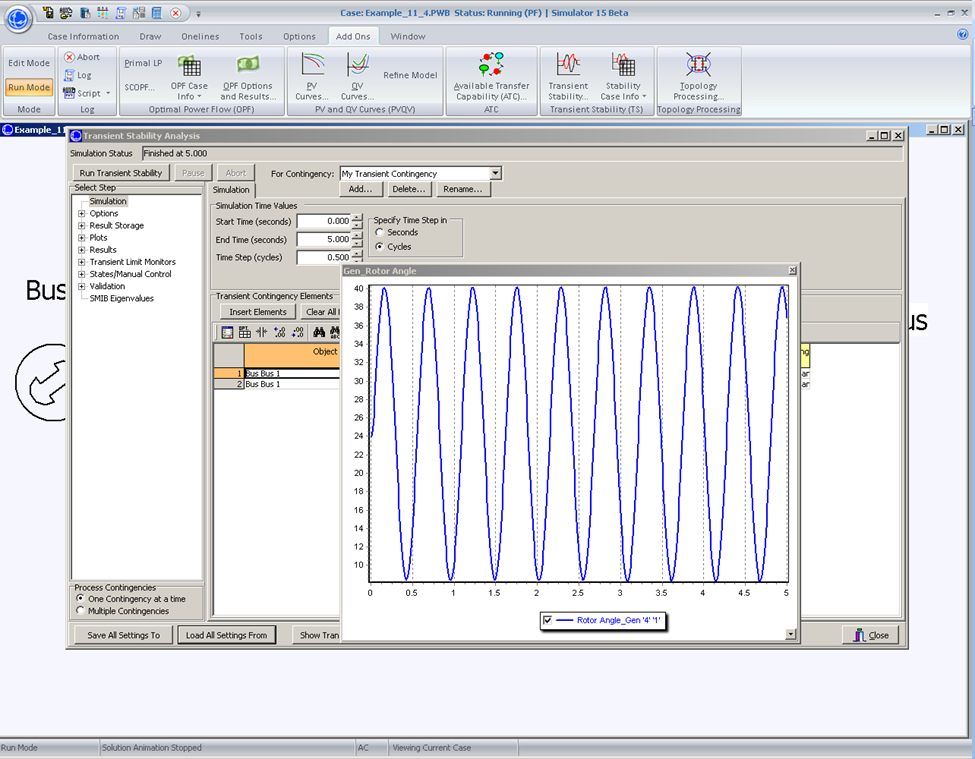 Case: Example_11_4.PWB Status: Running (PF) | Simulator 15 Beta
Case Information Draw Onelines Tools Options Add Ons Window
Edit Mode
Run Mode
Mode
Abort
Log
Script
Log
Primal LP
SCOPF...
OPF Case
Info
OPF Options
and Results...
Optimal Power Flow (OPF)
PV
Curves...
QV
Curves...
Refine Model
PV and QV Curves (PVQV)
Available Transfer
Capability (ATC)...
ATC
Transient
Stability...
Stability
Case Info
Transient Stability (TS)
Topology
Processing...
Topology Processing
Example_11
Transient Stability Analysis
Simulation Status Finished at 5.000
Run Transient Stability Pause Abort For Contingency: My Transient Contingency
Add... Delete... Rename...
Select Step
Simulation
Options
Result Storage
Plots
Results
Transient Limit Monitors
States/Manual Control
Validation
SMIB Eigenvalues
Process Contingencies
One Contingency at a time
Multiple Contingencies
Simulation
Simulation Time Values
Start Time (seconds) 0.000
End Time (seconds) 5.000
Time Step (cycles) 0.500
Specify Time Step in
Seconds
Cycles
Transient Contingency Elements
Insert Elements Clear All
Object
1 Bus Bus 1
2 Bus Bus 1
Bus
us
Gen_Rotor Angle
40
38
36
34
32
30
28
26
24
22
20
18
16
14
12
10
0 0.5 1 1.5 2 2.5 3 3.5 4 4.5 5
Rotor Angle_Gen '4' '1'
Save All Settings To Load All Settings From Show Tran Close
Run Mode Solution Animation Stopped AC Viewing Current Case